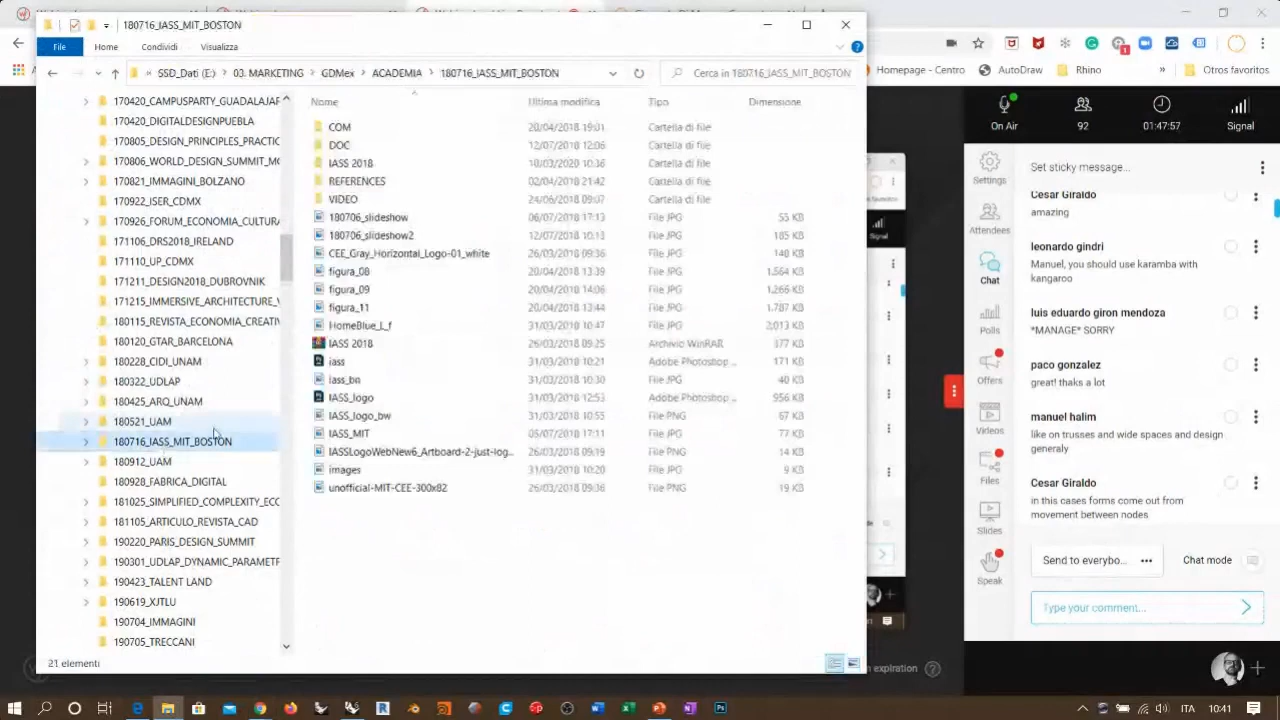 180716_IASS_MIT_BOSTON
File Home Condividi Visualizza
SSD_Dati (E:) 03. MARKETING GDMex ACADEMIA 180716_IASS_MIT_BOSTON
Cerca in 180716_IASS_MIT_BOSTON
170420_CAMPUSPARTY_GUADALAJAR
170420_DIGITALDESIGNPUEBLA
170805_DESIGN_PRINCIPLES_PRACTIC
170806_WORLD_DESIGN_SUMMIT_MO
170821_IMMAGINI_BOLZANO
170922_ISER_CDMX
170926_FORUM_ECONOMIA_CULTURA
171106_DRS2018_IRELAND
171110_UP_CDMX
171211_DESIGN2018_DUBROVNIK
171215_IMMERSIVE_ARCHITECTURE_V
180115_REVISTA_ECONOMIA_CREATIV
180120_GTAR_BARCELONA
180228_CIDI_UNAM
180322_UDLAP
180425_ARQ_UNAM
180521_UAM
180716_IASS_MIT_BOSTON
180912_UAM
180928_FABRICA_DIGITAL
181025_SIMPLIFIED_COMPLEXITY_ECO
181105_ARTICULO_REVISTA_CAD
190220_PARIS_DESIGN_SUMMIT
190301_UDLAP_DYNAMIC_PARAMETR
190423_TALENT LAND
190619_XJTLU
190704_IMMAGINI
190705_TRECCANI
21 elementi
Name Ultima modifica Tipo Dimensione
COM 20/04/2018 19:01 Cartella di file
DOC 12/07/2018 12:06 Cartella di file
IASS 2018 10/03/2020 10:36 Cartella di file
REFERENCES 02/04/2018 21:42 Cartella di file
VIDEO 24/06/2018 09:07 Cartella di file
180706_slideshow 06/07/2018 17:13 File JPG 55 KB
180706_slideshow2 12/07/2018 10:13 File JPG 185 KB
CEE_Gray_Horizontal_Logo-01_white 26/03/2018 09:36 File JPG 140 KB
figura_08 20/04/2018 13:39 File JPG 1,564 KB
figura_09 20/04/2018 14:06 File JPG 1,266 KB
figura_11 20/04/2018 13:44 File JPG 1,787 KB
HomeBlue_L_f 31/03/2018 10:47 File JPG 2,013 KB
IASS 2018 26/03/2018 09:25 Archivio WinRAR 177 KB
iass 31/03/2018 10:21 Adobe Photoshop ... 171 KB
iass_bn 31/03/2018 10:30 File JPG 40 KB
IASS_logo 31/03/2018 12:53 Adobe Photoshop ... 956 KB
IASS_logo_bw 31/03/2018 10:55 File PNG 67 KB
IASS_MIT 05/07/2018 17:11 File JPG 77 KB
IASSLogoWebNew6_Artboard-2-just-log... 26/03/2018 09:19 File PNG 14 KB
images 31/03/2018 10:20 File JPG 9 KB
unofficial-MIT-CEE-300x82 26/03/2018 09:36 File PNG 19 KB
Homepage - Centro AutoDraw Rhino » Otros favoritos
On Air 92 01:47:57 Signal
Signal
Settings
Attendees
Chat
Polls
Offers
Videos
Files
Slides
Speak
Set sticky message...
Cesar Giraldo
amazing
leonardo gindri
Manuel, you should use karamba with
kangaroo
luis eduardo giron mendoza
*MANAGE* SORRY
paco gonzalez
great! thaks a lot
manuel halim
like on trusses and wide spaces and design
generaly
Cesar Giraldo
in this cases forms come out from
movement between nodes
Send to everybo... Chat mode
Type your comment...
n expiration
ITA 10:41